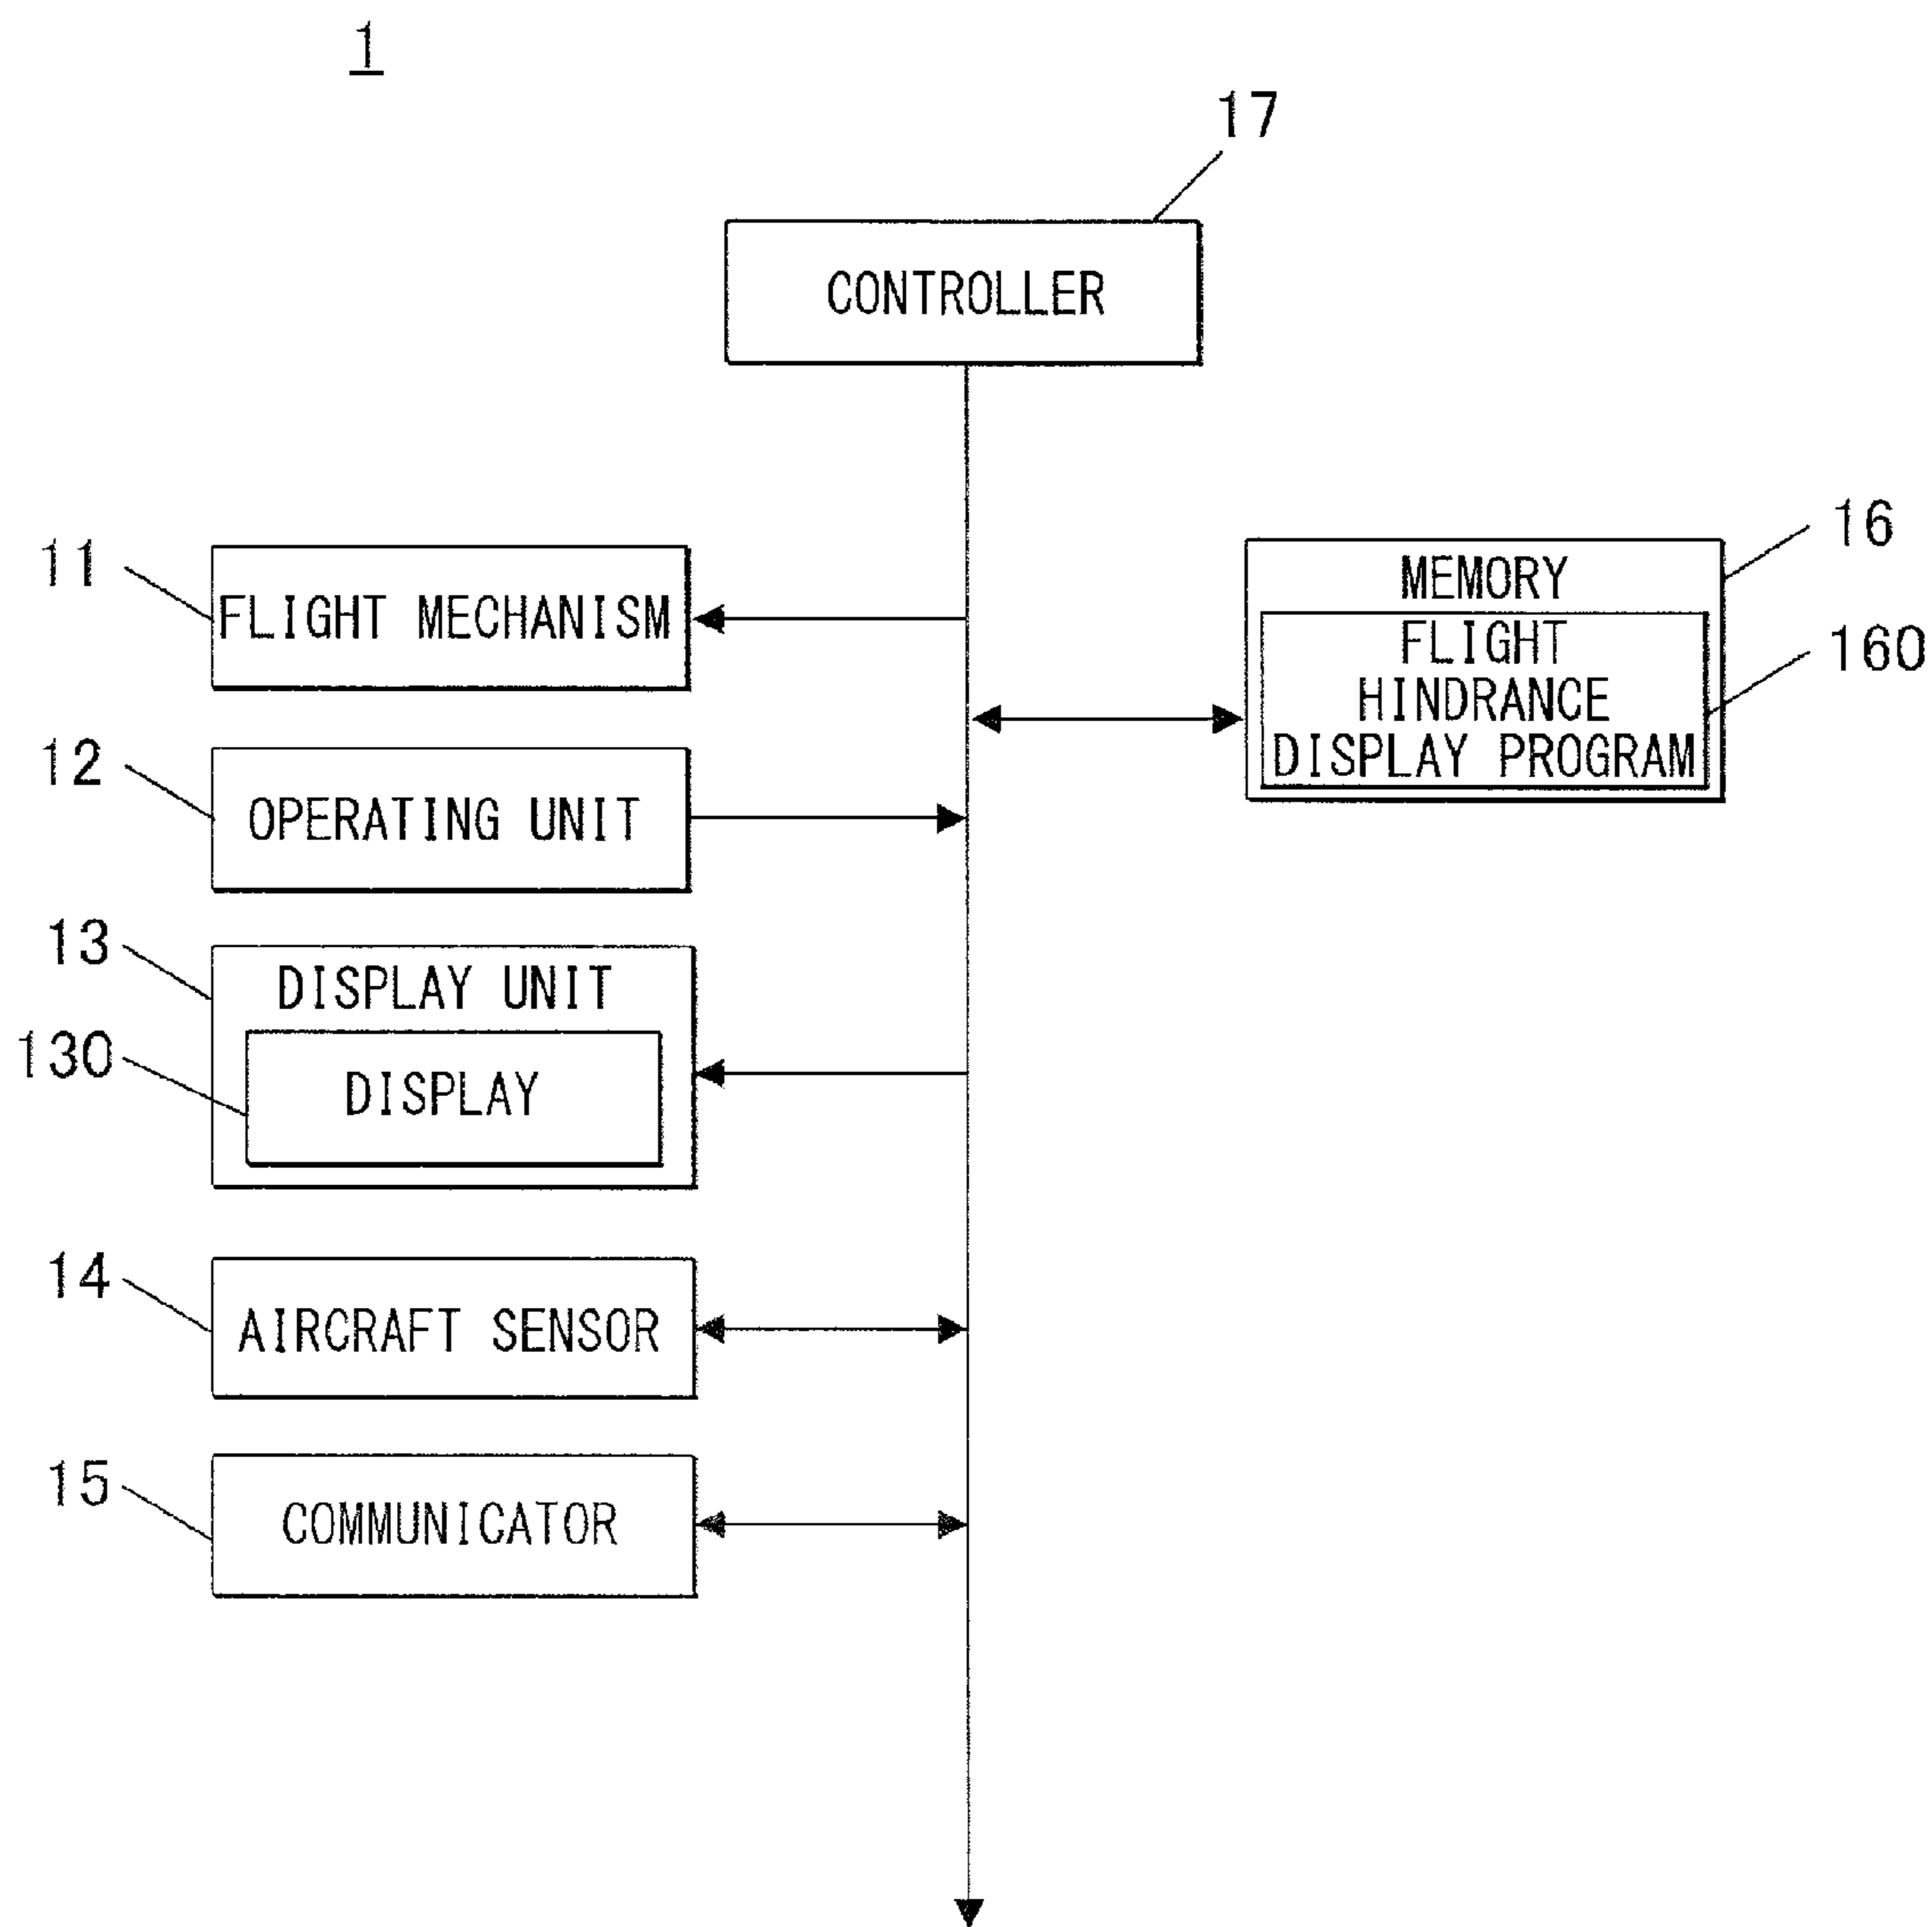 1
17
CONTROLLER
11
FLIGHT MECHANISM
16
MEMORY
160
FLIGHT
HINDRANCE
DISPLAY PROGRAM
12
OPERATING UNIT
13
DISPLAY UNIT
130
DISPLAY
14
AIRCRAFT SENSOR
15
COMMUNICATOR